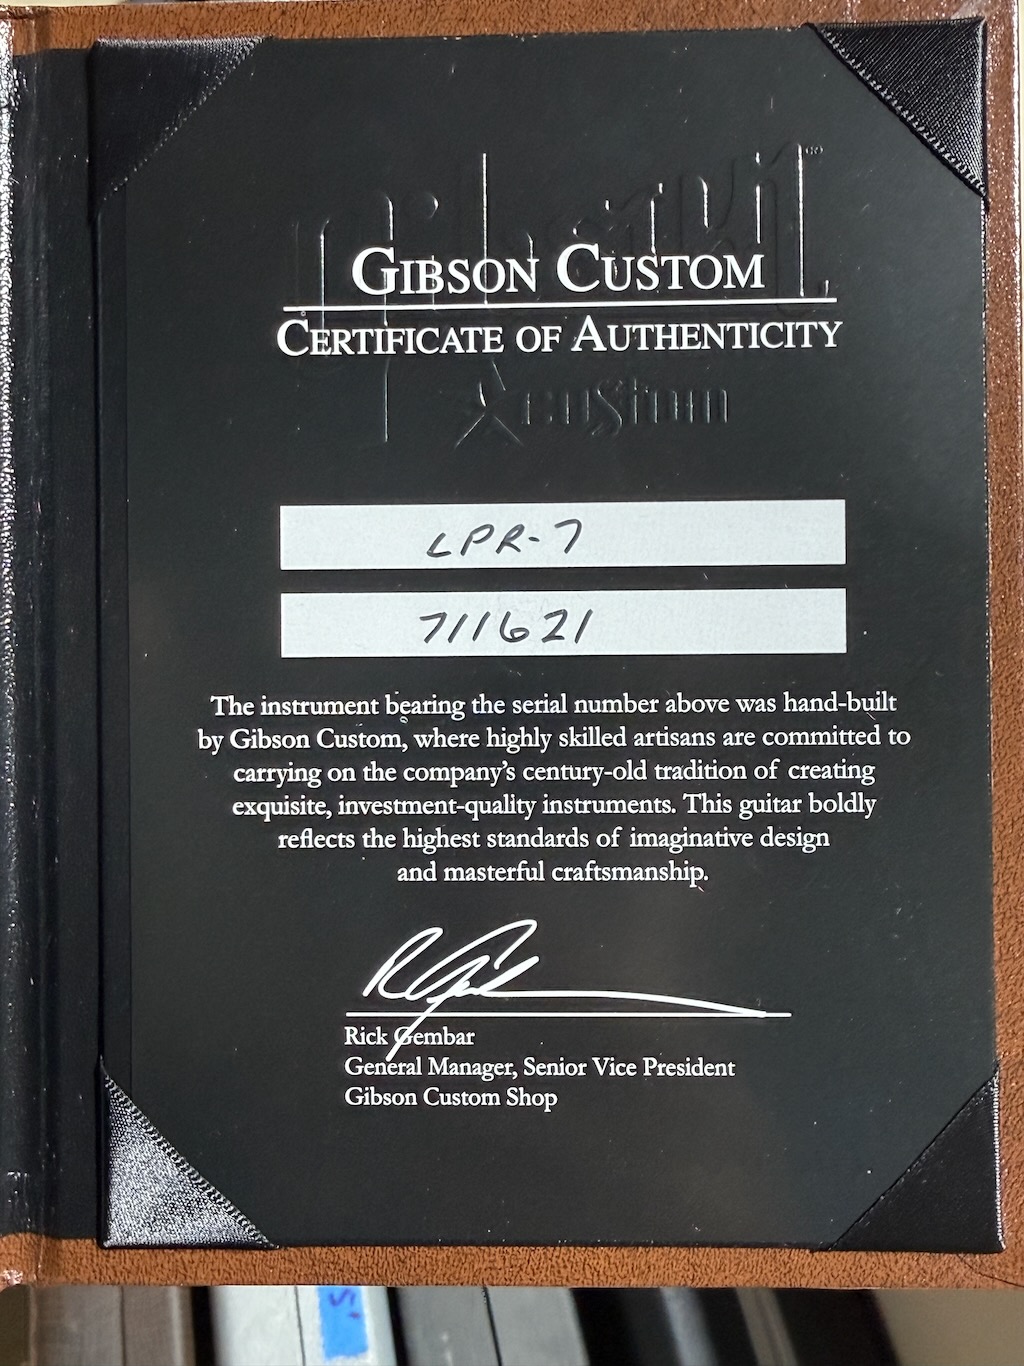 Gibson
GIBSON CUSTOM
CERTIFICATE OF AUTHENTICITY
custom
LPR-7
711621
The instrument bearing the serial number above was hand-built
by Gibson Custom, where highly skilled artisans are committed to
carrying on the company's century-old tradition of creating
exquisite, investment-quality instruments. This guitar boldly
reflects the highest standards of imaginative design
and masterful craftsmanship.
Rick Gembar
General Manager, Senior Vice President
Gibson Custom Shop